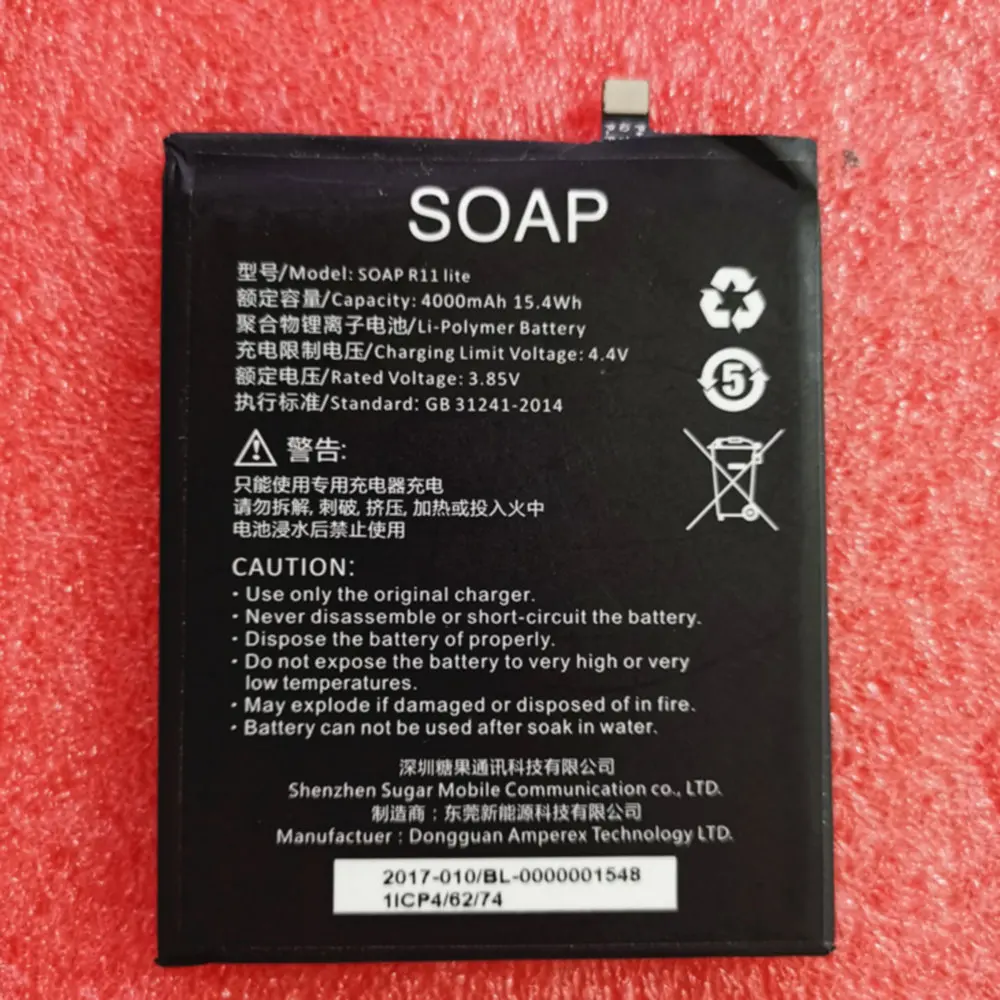 SOAP
型号/Model: SOAP R11 lite
额定容量/Capacity: 4000mAh 15.4Wh
聚合物锂离子电池/Li-Polymer Battery
充电限制电压/Charging Limit Voltage: 4.4V
额定电压/Rated Voltage: 3.85V
执行标准/Standard: GB 31241-2014
5
警告:
只能使用专用充电器充电
请勿拆解, 刺破, 挤压, 加热或投入火中
电池浸水后禁止使用
CAUTION:
· Use only the original charger.
· Never disassemble or short-circuit the battery.
· Dispose the battery of properly.
· Do not expose the battery to very high or very
low temperatures.
· May explode if damaged or disposed of in fire.
· Battery can not be used after soak in water.
深圳糖果通讯科技有限公司
Shenzhen Sugar Mobile Communication co., LTD.
制造商：东莞新能源科技有限公司
Manufactuer : Dongguan Amperex Technology LTD.
2017-010/BL-0000001548
1ICP4/62/74